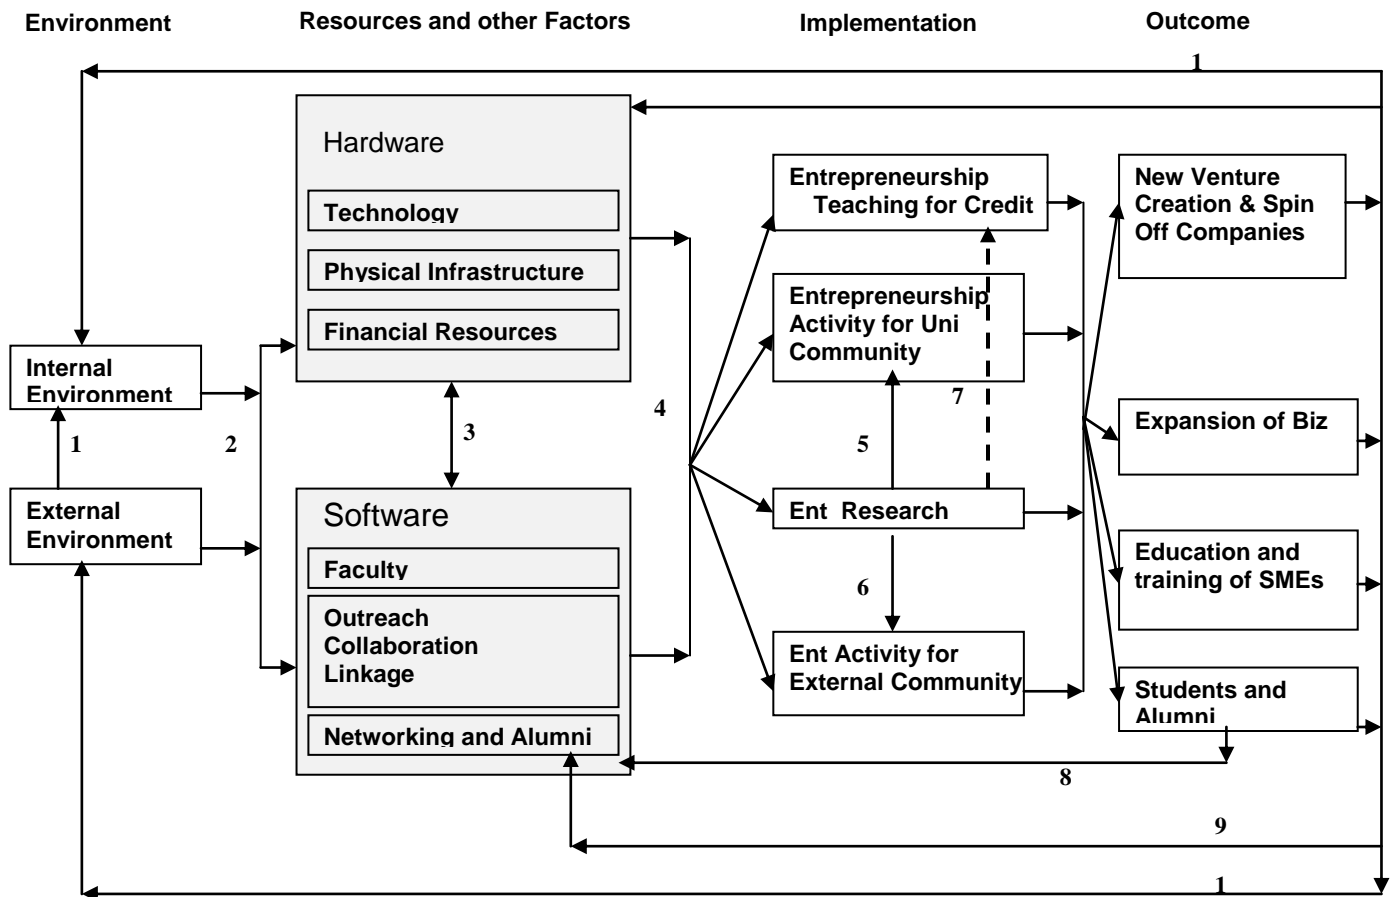 Environment
Resources and other Factors
Implementation
Outcome
1
Hardware
Technology
Physical Infrastructure
Financial Resources
Entrepreneurship
Teaching for Credit
New Venture
Creation & Spin
Off Companies
Entrepreneurship
Activity for Uni
Community
Internal
Environment
1
2
3
4
5
7
Expansion of Biz
External
Environment
Software
Faculty
Outreach
Collaboration
Linkage
Networking and Alumni
Ent Research
6
Ent Activity for
External Community
Education and
training of SMEs
Students and
Alumni
8
9
1